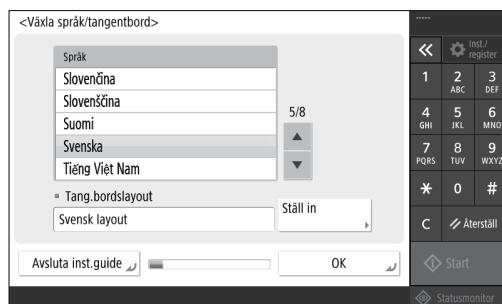 <Växla språk/tangentbord>
Språk
Slovenčina
Slovenščina
Suomi
Svenska
Tiếng Việt Nam
5/8
Tang.bordslayout
Svensk layout
Ställ in
Avsluta inst.guide
OK
-----
Inst./
register
1 2 3
ABC DEF
4 5 6
GHI JKL MNO
7 8 9
PQRS TUV WXYZ
* 0 #
C Återställ
Start
Statusmonitor